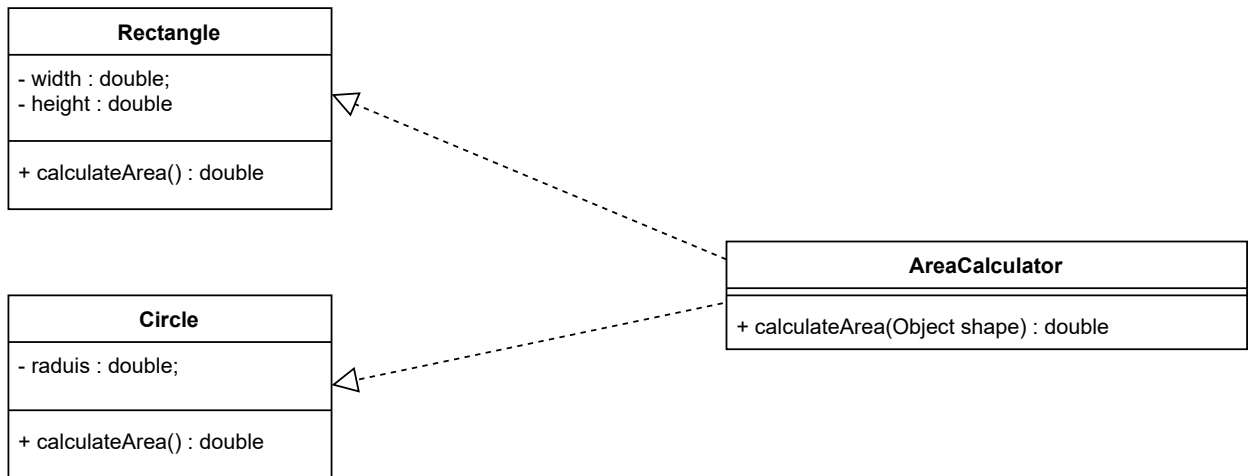 Rectangle
- width : double;
- height : double
+ calculateArea() : double
Circle
- raduis : double;
+ calculateArea() : double
AreaCalculator
+ calculateArea(Object shape) : double